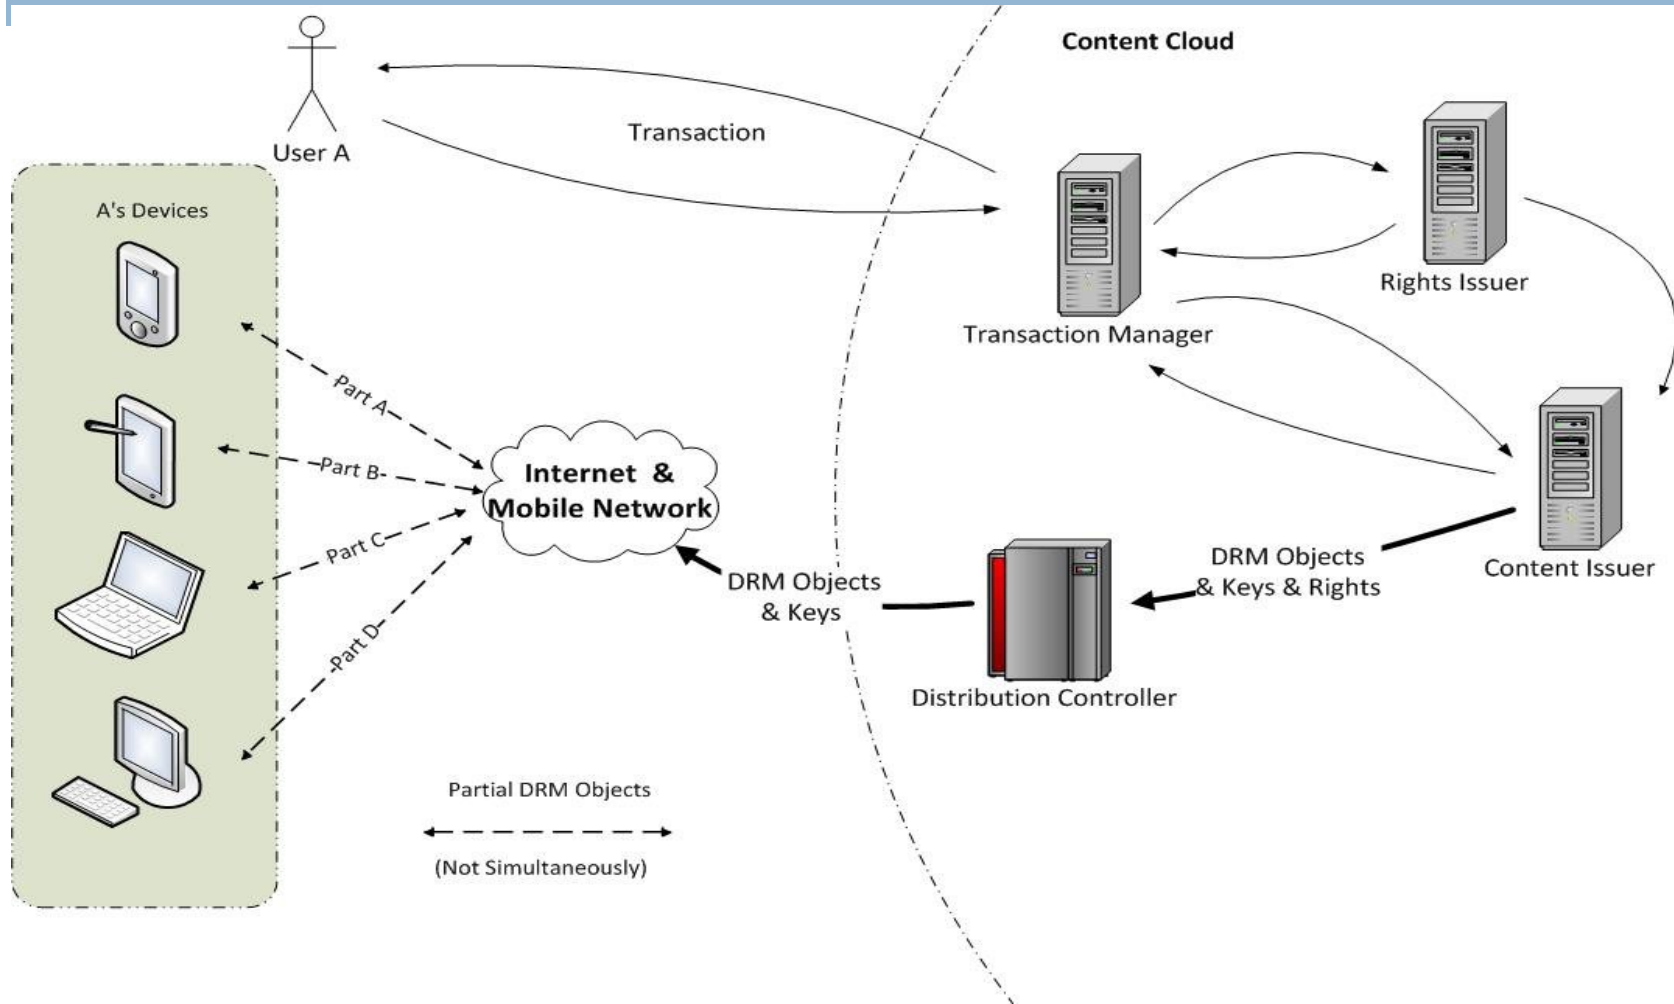 Content Cloud
Transaction
User A
A's Devices
Rights Issuer
Transaction Manager
Part A
Part B
Internet &
Mobile Network
Part C
Part D
DRM Objects
& Keys
DRM Objects
& Keys & Rights
Content Issuer
Distribution Controller
Partial DRM Objects
(Not Simultaneously)